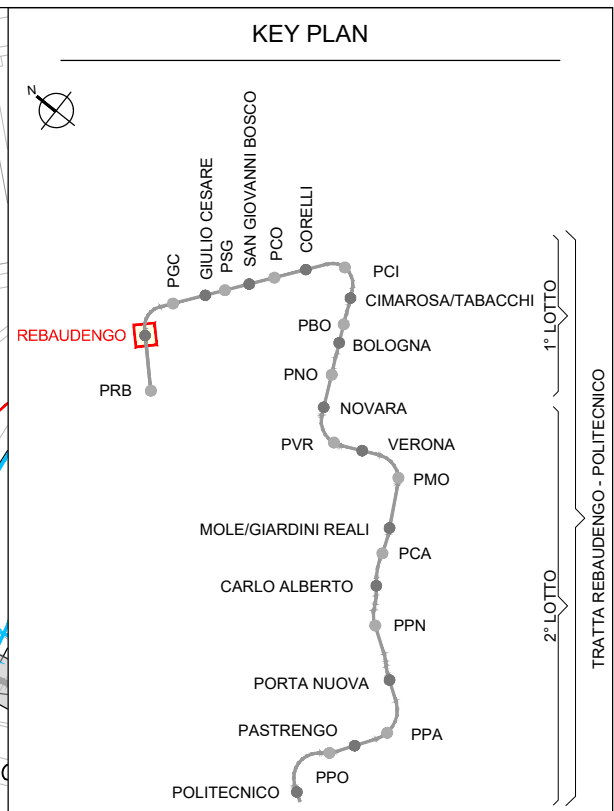 KEY PLAN
N
PGC
GIULIO CESARE
PSG
SAN GIOVANNI BOSCO
PCO
CORELLI
PCI
CIMAROSA/TABACCHI
REBAUDENGO
PBO
BOLOGNA
PRB
PNO
NOVARA
PVR
VERONA
PMO
MOLE/GIARDINI REALI
PCA
CARLO ALBERTO
PPN
PORTA NUOVA
PASTRENGO
PPA
PPO
POLITECNICO
1° LOTTO
2° LOTTO
TRATTA REBAUDENGO - POLITECNICO